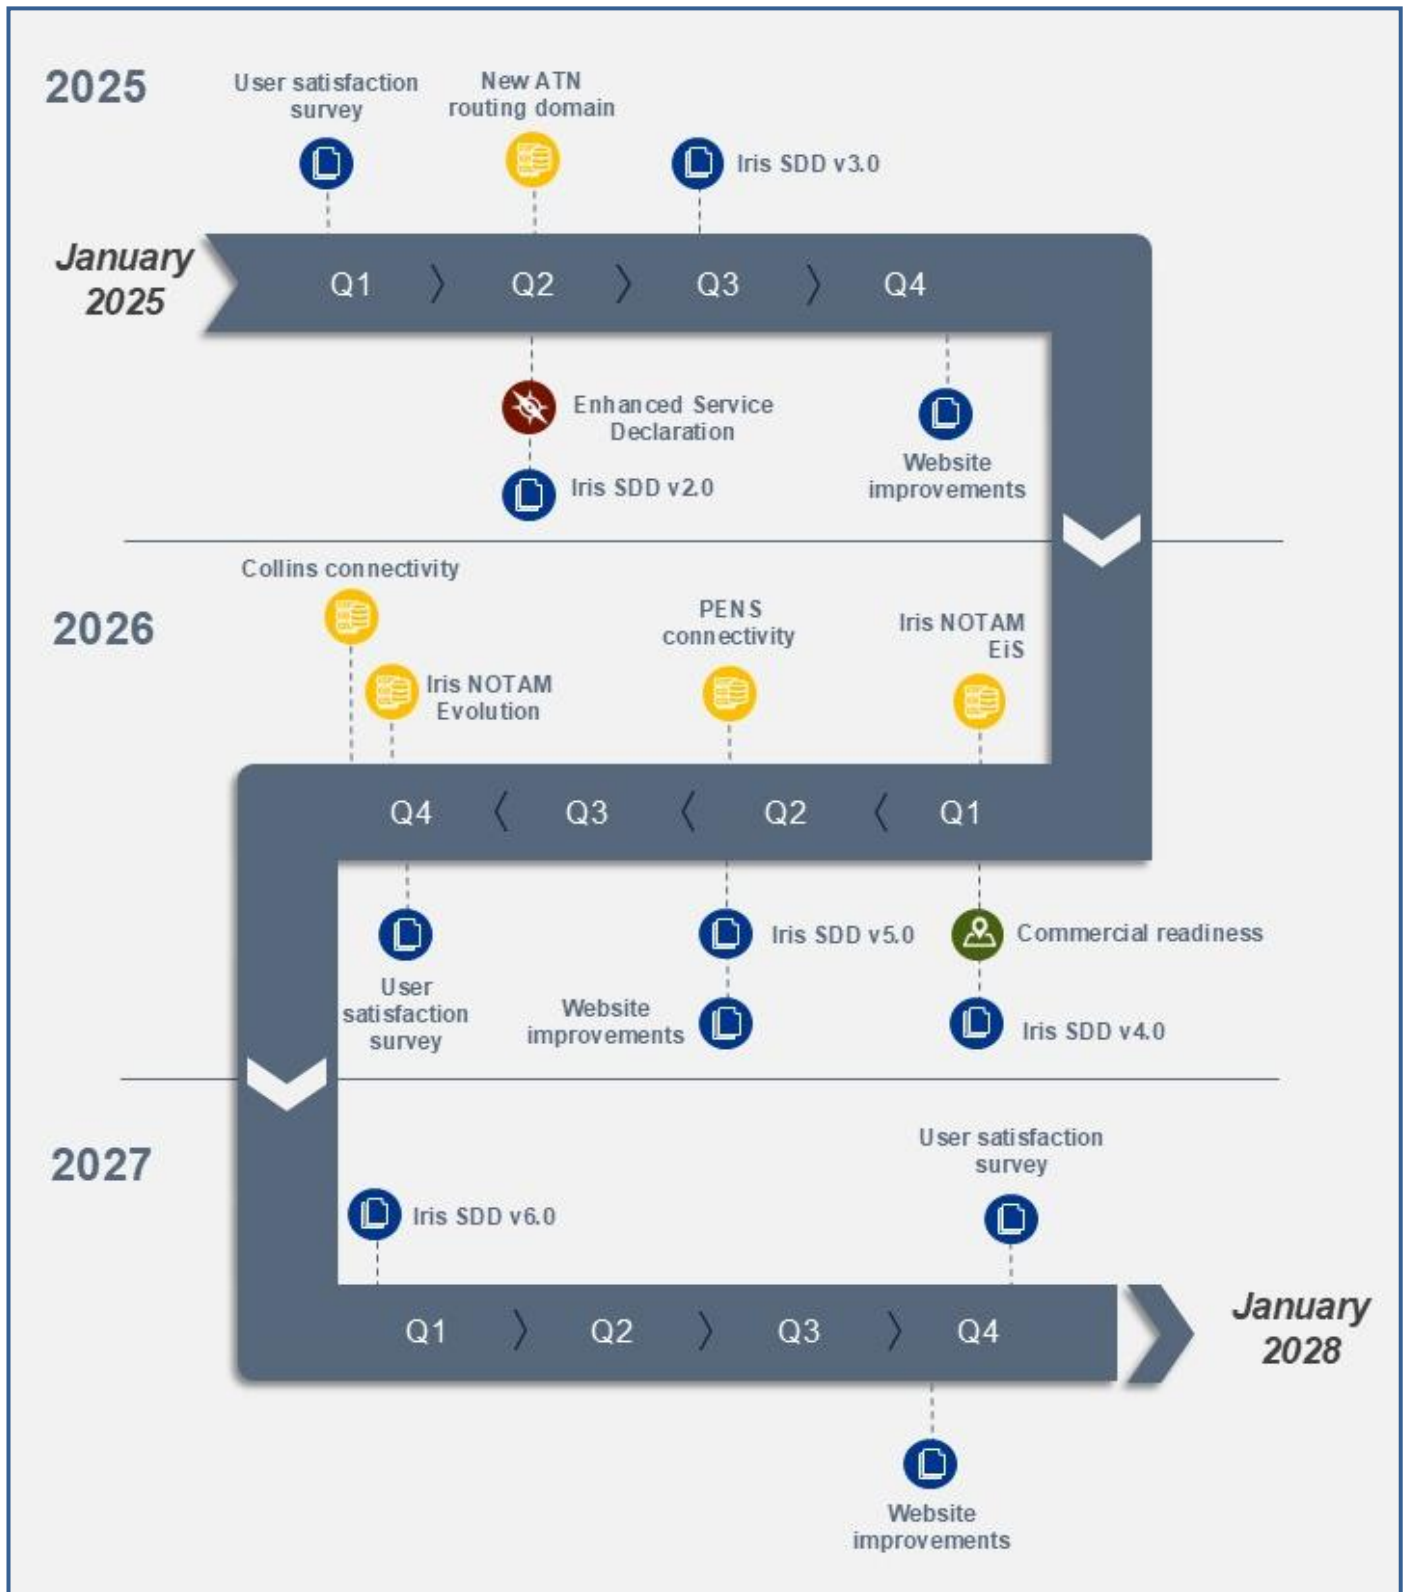 2025
User satisfaction
survey
New ATN
routing domain
Iris SDD v3.0
January
2025
Q1
Q2
Q3
Q4
Enhanced Service
Declaration
Iris SDD v2.0
Website
improvements
2026
Collins connectivity
Iris NOTAM
Evolution
PENS
connectivity
Iris NOTAM
EiS
Q4
Q3
Q2
Q1
User
satisfaction
survey
Iris SDD v5.0
Website
improvements
Commercial readiness
Iris SDD v4.0
2027
Iris SDD v6.0
User satisfaction
survey
Q1
Q2
Q3
Q4
January
2028
Website
improvements